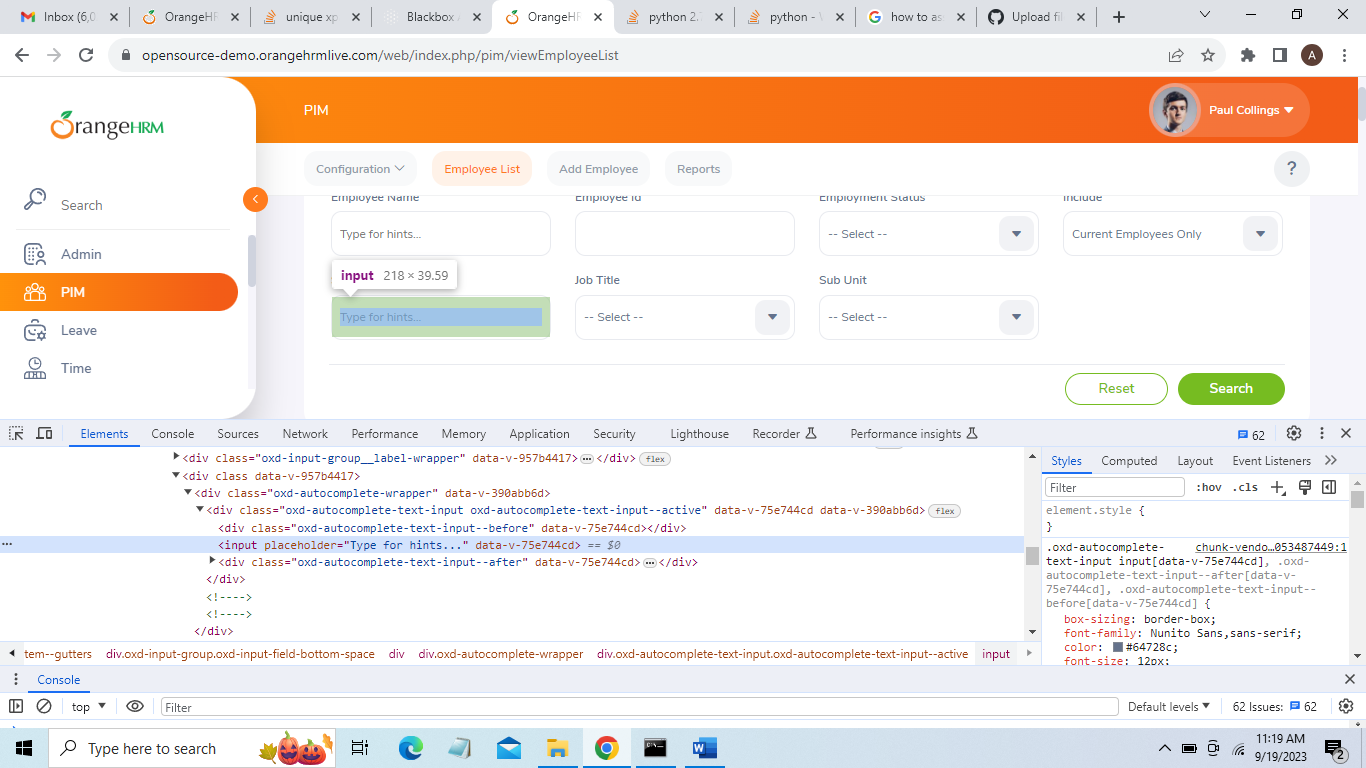 Inbox (6,0
OrangeHR
unique xp
Blackbox
OrangeHR
python 2.
python - 
how to as
Upload fil
opensource-demo.orangehrmlive.com/web/index.php/pim/viewEmployeeList
A
OrangeHRM
PIM
Paul Collings
Configuration
Employee List
Add Employee
Reports
?
Search
Admin
PIM
Leave
Time
Employee Name
Employee Id
Employment Status
Include
Type for hints...
-- Select --
Current Employees Only
input 218 × 39.59
Job Title
Sub Unit
Type for hints...
-- Select --
-- Select --
Reset
Search
Elements
Console
Sources
Network
Performance
Memory
Application
Security
Lighthouse
Recorder
Performance insights
62
<div class="oxd-input-group__label-wrapper" data-v-957b4417>…</div> flex
<div class data-v-957b4417>
<div class="oxd-autocomplete-wrapper" data-v-390abb6d>
<div class="oxd-autocomplete-text-input oxd-autocomplete-text-input--active" data-v-75e744cd data-v-390abb6d> flex
<div class="oxd-autocomplete-text-input--before" data-v-75e744cd></div>
<input placeholder="Type for hints..." data-v-75e744cd> == $0
<div class="oxd-autocomplete-text-input--after" data-v-75e744cd>…</div>
</div>
<!---->
<!---->
</div>
tem--gutters
div.oxd-input-group.oxd-input-field-bottom-space
div
div.oxd-autocomplete-wrapper
div.oxd-autocomplete-text-input.oxd-autocomplete-text-input--active
input
Styles
Computed
Layout
Event Listeners
Filter
:hov
.cls
element.style {
}
.oxd-autocomplete- chunk-vendo…053487449:1
text-input input[data-v-75e744cd], .oxd-
autocomplete-text-input--after[data-v-
75e744cd], .oxd-autocomplete-text-input--
before[data-v-75e744cd] {
box-sizing: border-box;
font-family: Nunito Sans,sans-serif;
color: #64728c;
font-size: 12px;
Console
top
Filter
Default levels
62 Issues: 62
Type here to search
11:19 AM
9/19/2023
2